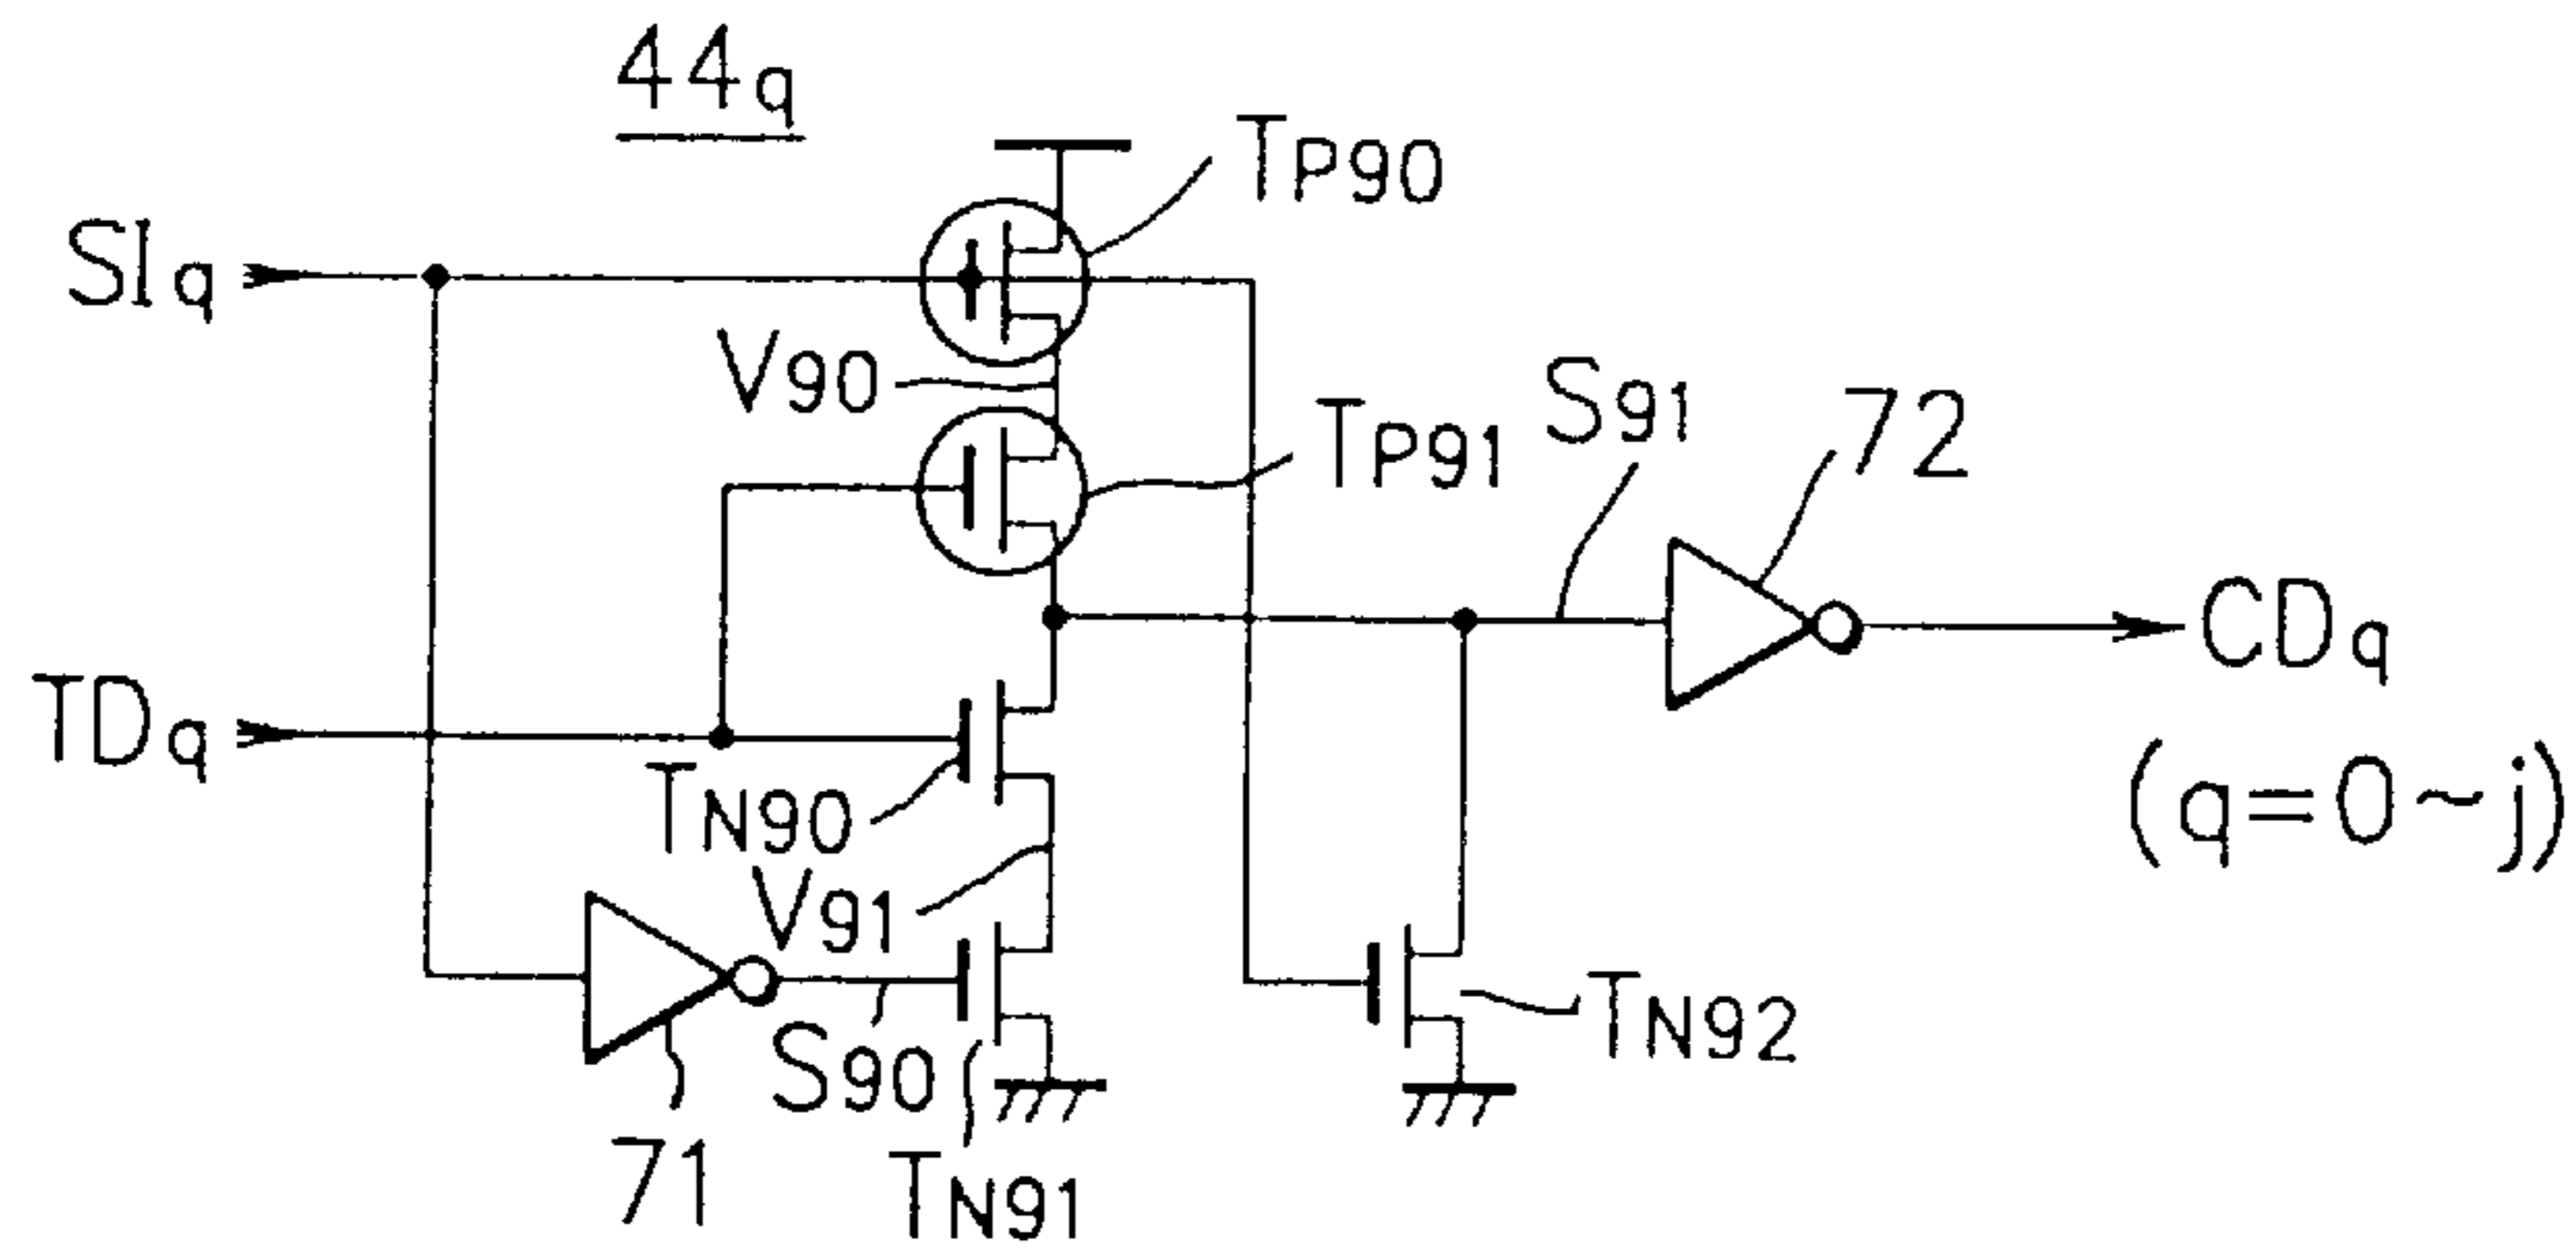 44q
TP90
SIq
V90
TP91
S91
72
CDq
TDq
(q=0~j)
TN90
V91
S90
TN92
71
TN91